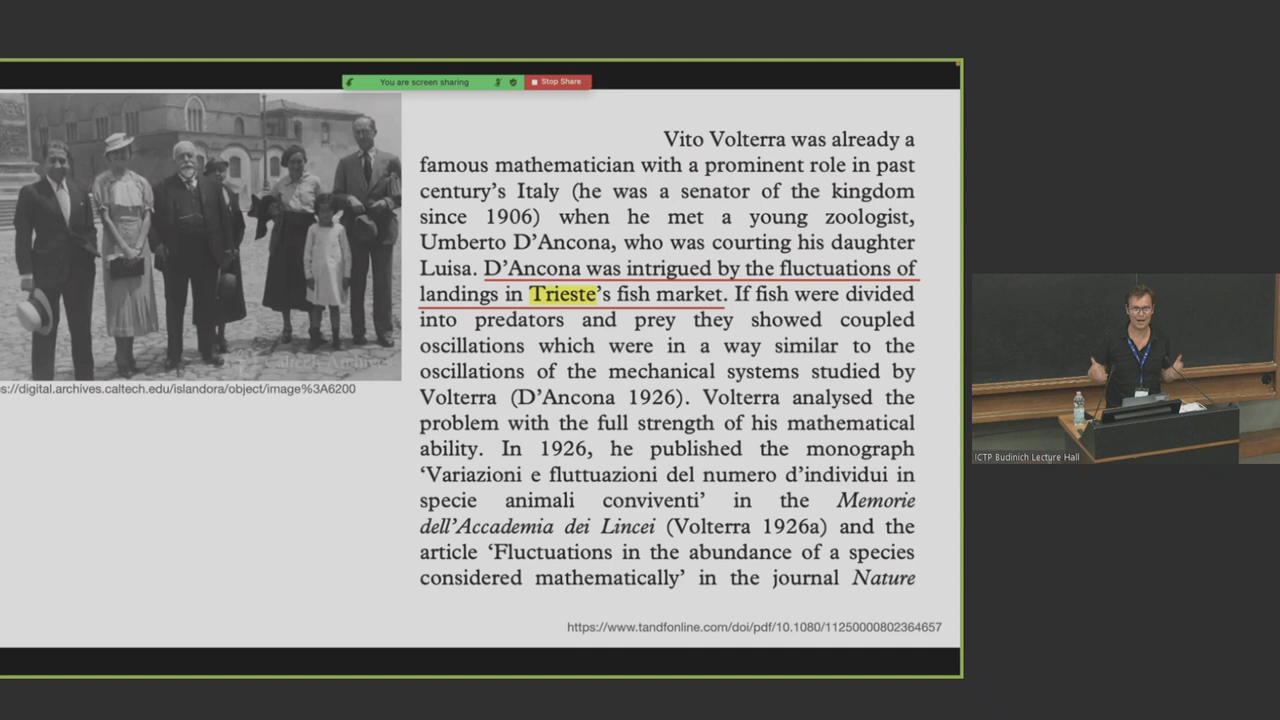 You are screen sharing
Stop Share
Vito Volterra was already a
famous mathematician with a prominent role in past
century's Italy (he was a senator of the kingdom
since 1906) when he met a young zoologist,
Umberto D'Ancona, who was courting his daughter
Luisa. D'Ancona was intrigued by the fluctuations of
landings in Trieste's fish market. If fish were divided
into predators and prey they showed coupled
oscillations which were in a way similar to the
oscillations of the mechanical systems studied by
Volterra (D'Ancona 1926). Volterra analysed the
problem with the full strength of his mathematical
ability. In 1926, he published the monograph
'Variazioni e fluttuazioni del numero d'individui in
specie animali conviventi' in the Memorie
dell'Accademia dei Lincei (Volterra 1926a) and the
article 'Fluctuations in the abundance of a species
considered mathematically' in the journal Nature
s://digital.archives.caltech.edu/islandora/object/image%3A6200
https://www.tandfonline.com/doi/pdf/10.1080/11250000802364657
ICTP Budinich Lecture Hall